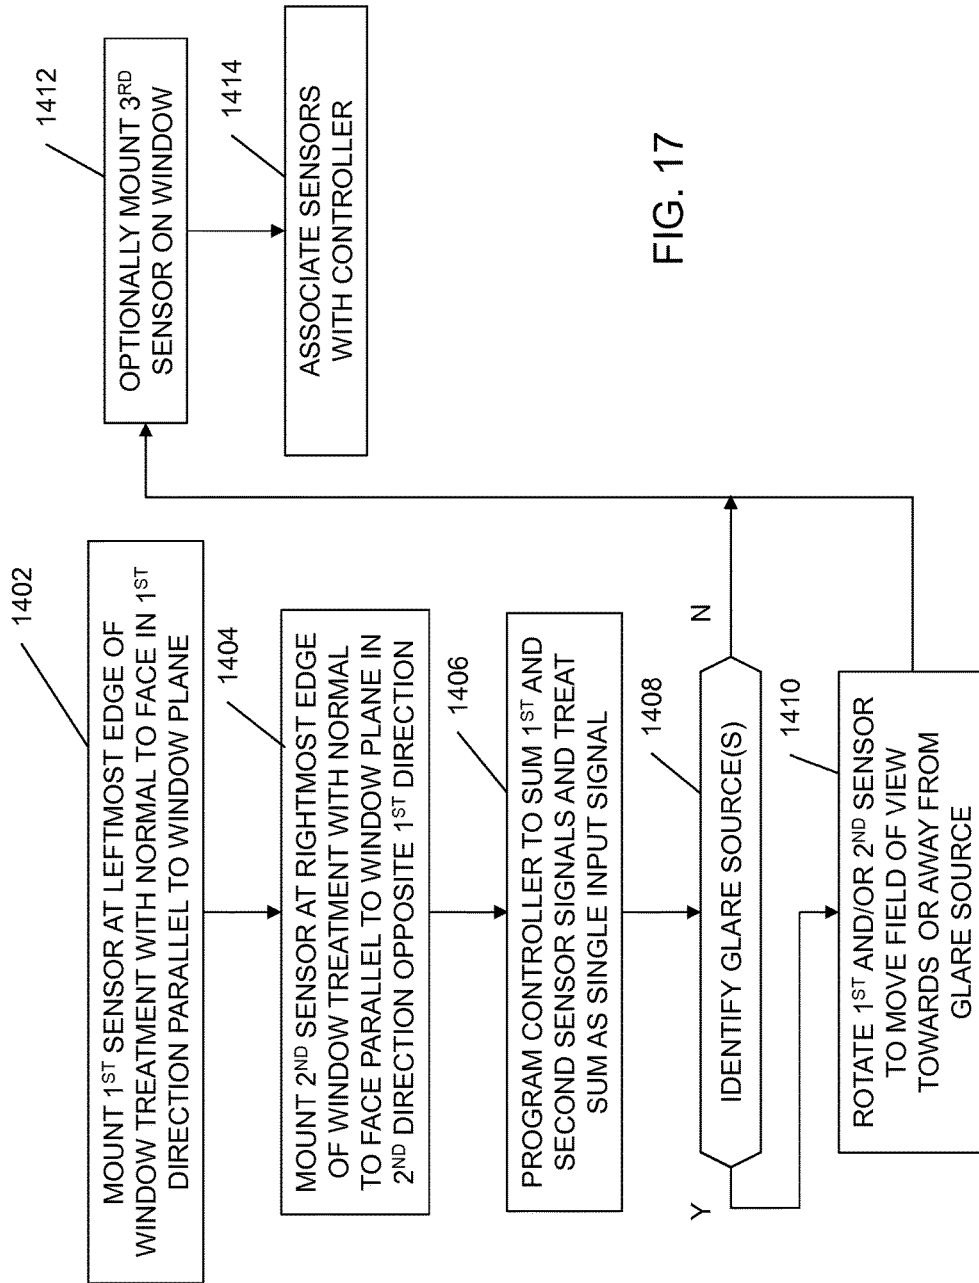 1402
MOUNT 1ST SENSOR AT LEFTMOST EDGE OF
WINDOW TREATMENT WITH NORMAL TO FACE IN 1ST
DIRECTION PARALLEL TO WINDOW PLANE
1404
MOUNT 2ND SENSOR AT RIGHTMOST EDGE
OF WINDOW TREATMENT WITH NORMAL
TO FACE PARALLEL TO WINDOW PLANE IN
2ND DIRECTION OPPOSITE 1ST DIRECTION
1406
PROGRAM CONTROLLER TO SUM 1ST AND
SECOND SENSOR SIGNALS AND TREAT
SUM AS SINGLE INPUT SIGNAL
1408
Y
IDENTIFY GLARE SOURCE(S)
N
1410
ROTATE 1ST AND/OR 2ND SENSOR
TO MOVE FIELD OF VIEW
TOWARDS OR AWAY FROM
GLARE SOURCE
1412
OPTIONALLY MOUNT 3RD
SENSOR ON WINDOW
1414
ASSOCIATE SENSORS
WITH CONTROLLER
FIG. 17